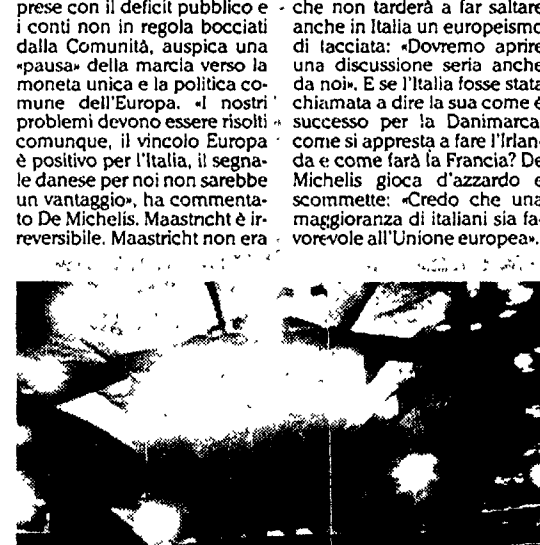 prese con il deficit pubblico e
i conti non in regola bocciati
dalla Comunità, auspica una
«pausa» della marcia verso la
moneta unica e la politica co-
mune dell'Europa. «I nostri
problemi devono essere risolti
comunque, il vincolo Europa
è positivo per l'Italia, il segna-
le danese per noi non sarebbe
un vantaggio», ha commenta-
to De Michelis. Maastricht è ir-
reversibile. Maastricht non era
che non tarderà a far saltare
anche in Italia un europeismo
di facciata: «Dovremo aprire
una discussione seria anche
da noi». E se l'Italia fosse stata
chiamata a dire la sua come è
successo per la Danimarca,
come si appresta a fare l'Irlan-
da e come farà la Francia? De
Michelis gioca d'azzardo e
scommette: «Credo che una
maggioranza di italiani sia fa-
vorevole all'Unione europea».